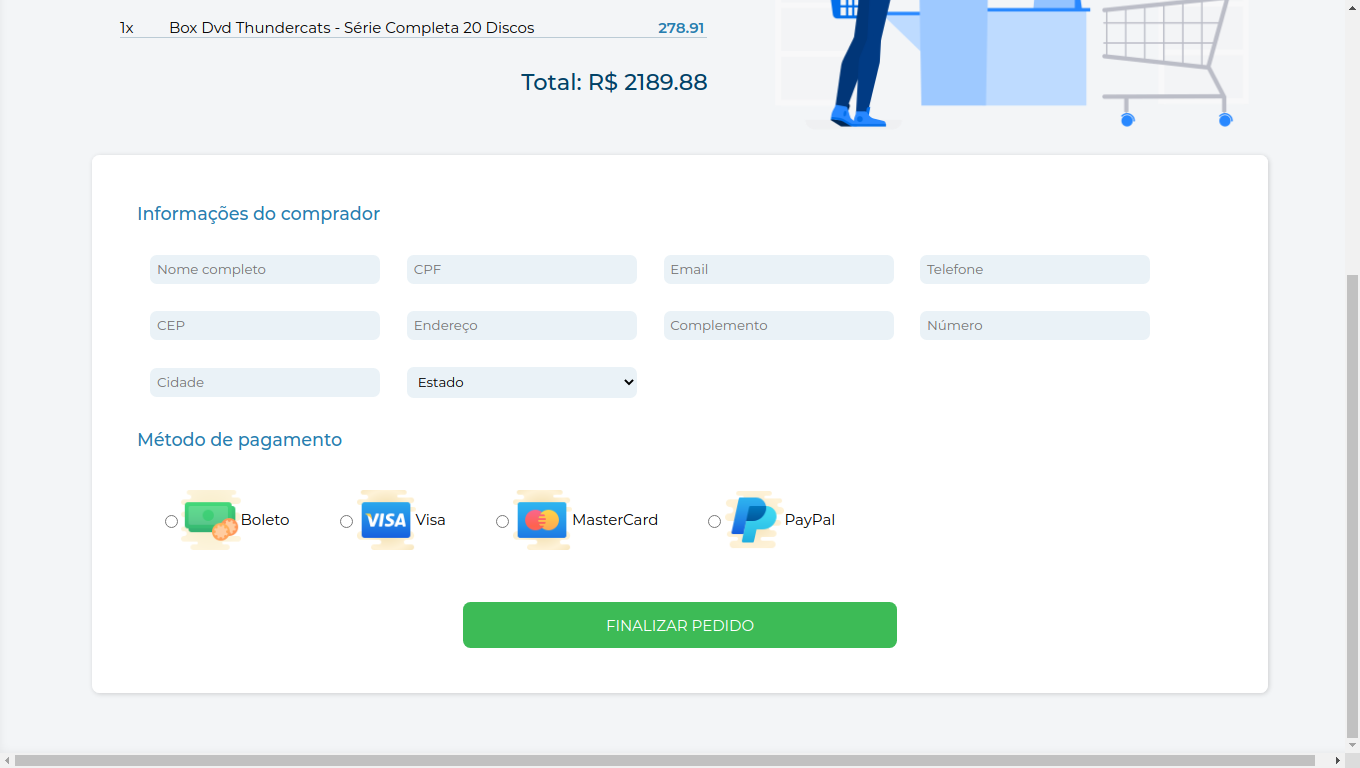 1x Box Dvd Thundercats - Série Completa 20 Discos 278.91
Total: R$ 2189.88
Informações do comprador
Nome completo CPF Email Telefone
CEP Endereço Complemento Número
Cidade Estado
Método de pagamento
Boleto VISA Visa MasterCard PayPal
FINALIZAR PEDIDO